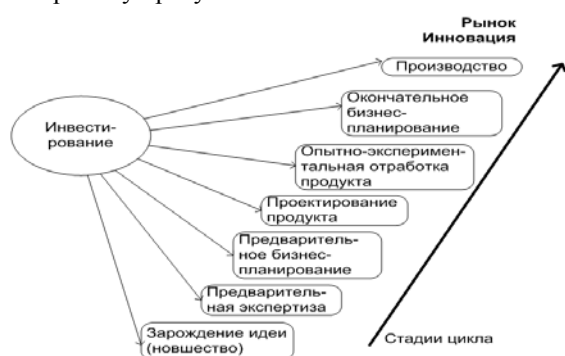 Рынок
Инновация
Производство
Окончательное
бизнес-
планирование
Инвести-
рование
Опытно-эксперимен-
тальная отработка
продукта
Проектирование
продукта
Предваритель-
ное бизнес-
планирование
Предваритель-
ная экспертиза
Зарождение идеи
(новшество)
Стадии цикла